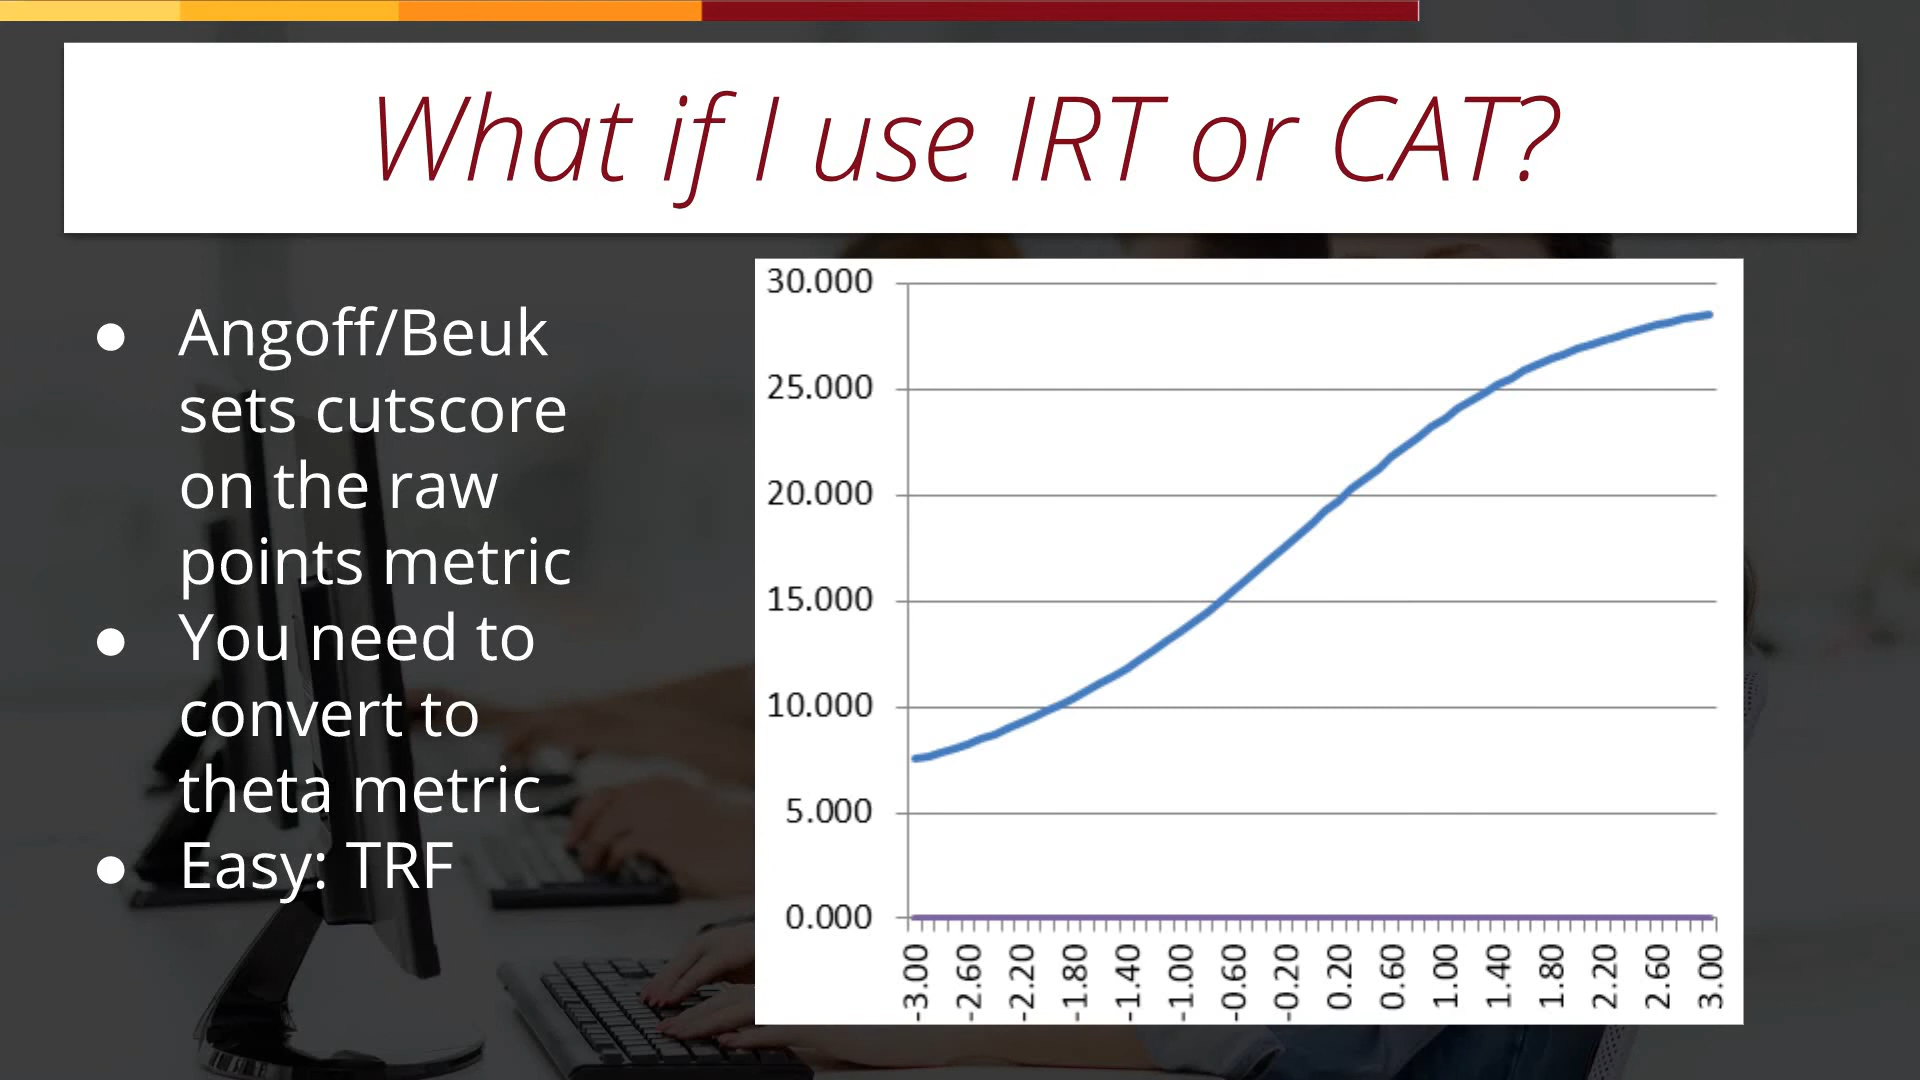 What if I use IRT or CAT?
● Angoff/Beuk
sets cutscore
on the raw
points metric
● You need to
convert to
theta metric
● Easy: TRF
30.000
25.000
20.000
15.000
10.000
5.000
0.000
-3.00
-2.60
-2.20
-1.80
-1.40
-1.00
-0.60
-0.20
0.20
0.60
1.00
1.40
1.80
2.20
2.60
3.00